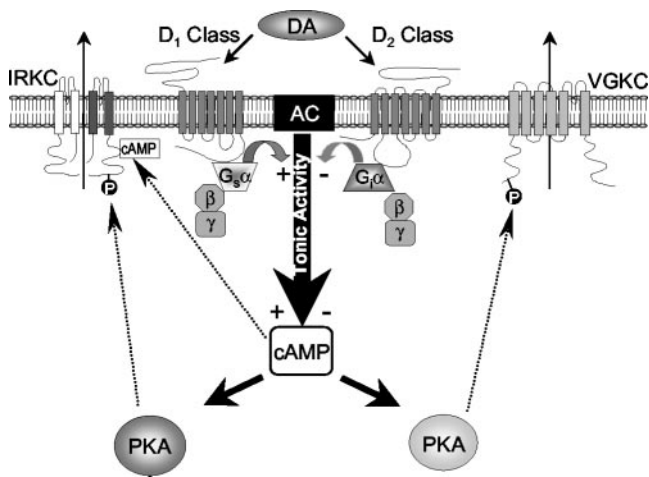 DA
D₁ Class
D₂ Class
IRKC
VGKC
AC
cAMP
Gₛα
+
-
Gᵢα
P
β
γ
Tonic Activity
β
γ
P
+
-
cAMP
PKA
PKA